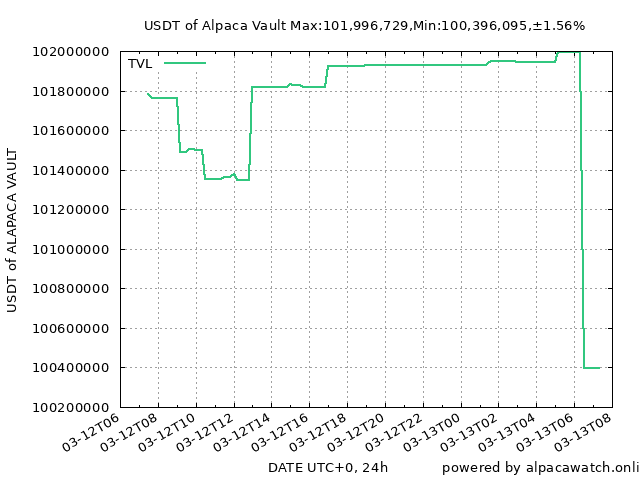 USDT of Alpaca Vault Max:101,996,729,Min:100,396,095,±1.56%
TVL
102000000
101800000
101600000
101400000
101200000
101000000
100800000
100600000
100400000
100200000
USDT of ALAPACA VAULT
03-12T06
03-12T08
03-12T10
03-12T12
03-12T14
03-12T16
03-12T18
03-12T20
03-12T22
03-13T00
03-13T02
03-13T04
03-13T06
03-13T08
DATE UTC+0, 24h
powered by alpacawatch.onli